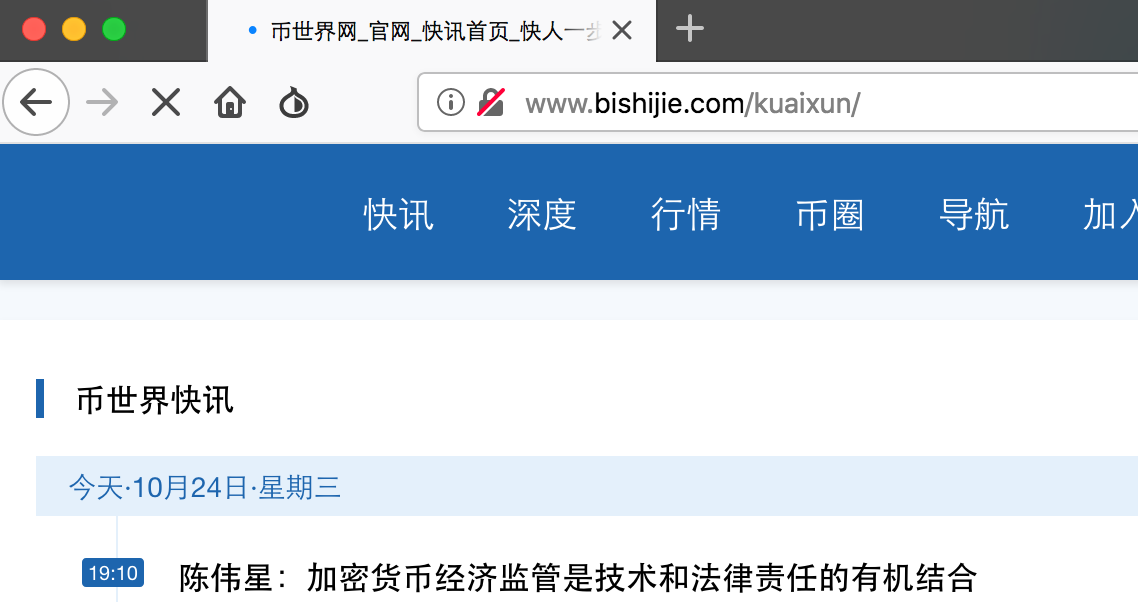 币世界网_官网_快讯首页_快人一步
www.bishijie.com/kuaixun/
快讯 深度 行情 币圈 导航 加入
币世界快讯
今天·10月24日·星期三
19:10 陈伟星：加密货币经济监管是技术和法律责任的有机结合